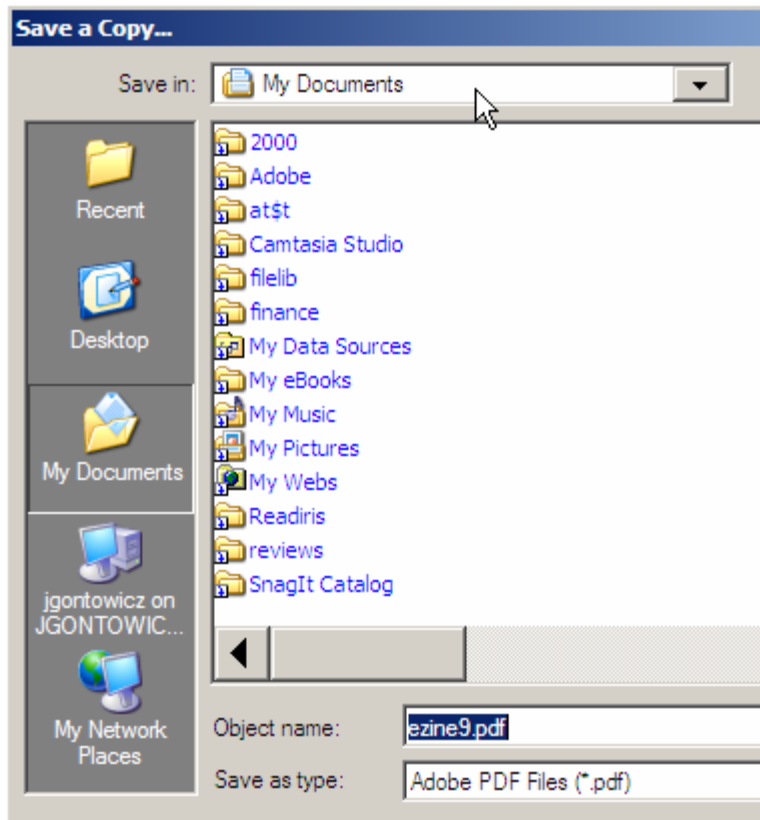 Save a Copy...
Save in:
My Documents
Recent
Desktop
My Documents
jgontowicz on
JGONTOWIC...
My Network
Places
2000
Adobe
at$t
Camtasia Studio
filelib
finance
My Data Sources
My eBooks
My Music
My Pictures
My Webs
Readiris
reviews
SnagIt Catalog
Object name:
ezine9.pdf
Save as type:
Adobe PDF Files (*.pdf)